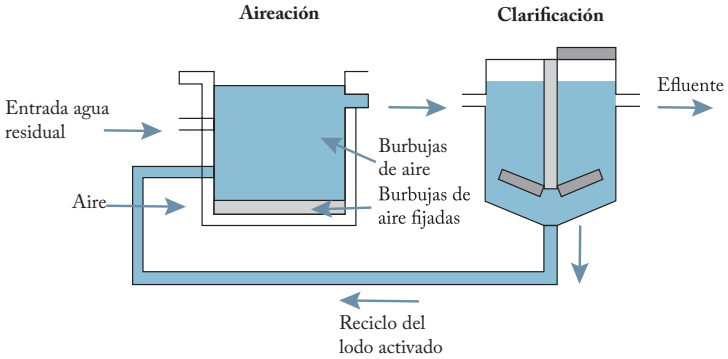 Aireación
Clarificación
Efluente
Entrada agua
residual
Burbujas
de aire
Burbujas de
aire fijadas
Aire
Reciclo del
lodo activado